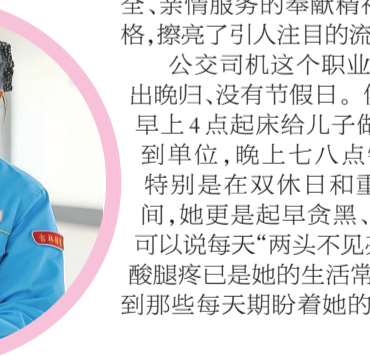 全、亲情服务的奉献精神
格,擦亮了引人注目的流
公交司机这个职业
出晚归、没有节假日。
早上4点起床给儿子做
到单位,晚上七八点
特别是在双休日和重
间,她更是起早贪黑、
可以说每天“两头不见
酸腿疼已是她的生活常
到那些每天期盼着她的
吉林